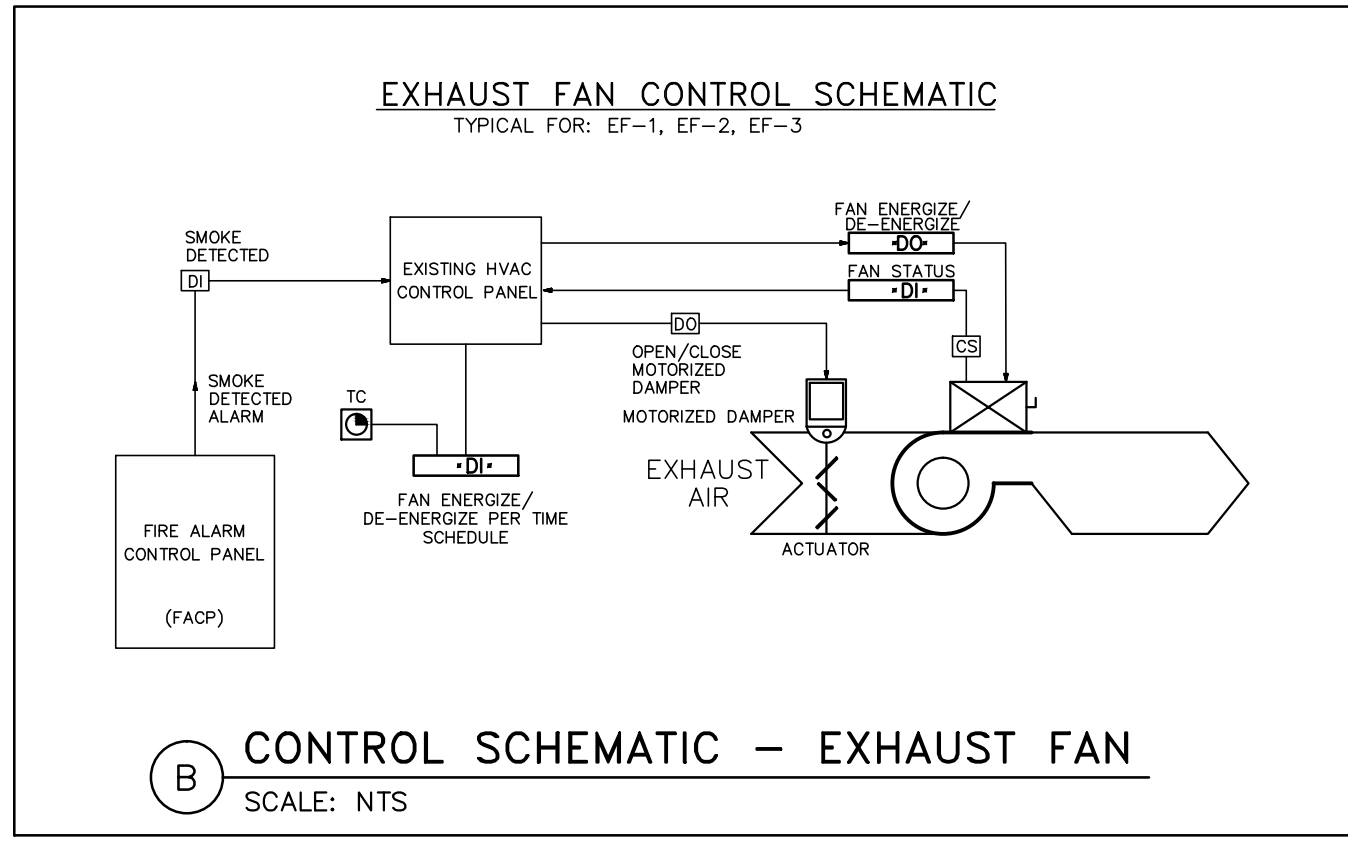 EXHAUST FAN CONTROL SCHEMATIC
TYPICAL FOR: EF-1, EF-2, EF-3
SMOKE
DETECTED
DI
EXISTING HVAC
CONTROL PANEL
FAN ENERGIZE/
DE-ENERGIZE
DO
FAN STATUS
DI
CS
DO
OPEN/CLOSE
MOTORIZED
DAMPER
MOTORIZED DAMPER
SMOKE
DETECTED
ALARM
TC
DI
FAN ENERGIZE/
DE-ENERGIZE PER TIME
SCHEDULE
EXHAUST
AIR
ACTUATOR
FIRE ALARM
CONTROL PANEL
(FACP)
B
CONTROL SCHEMATIC - EXHAUST FAN
SCALE: NTS